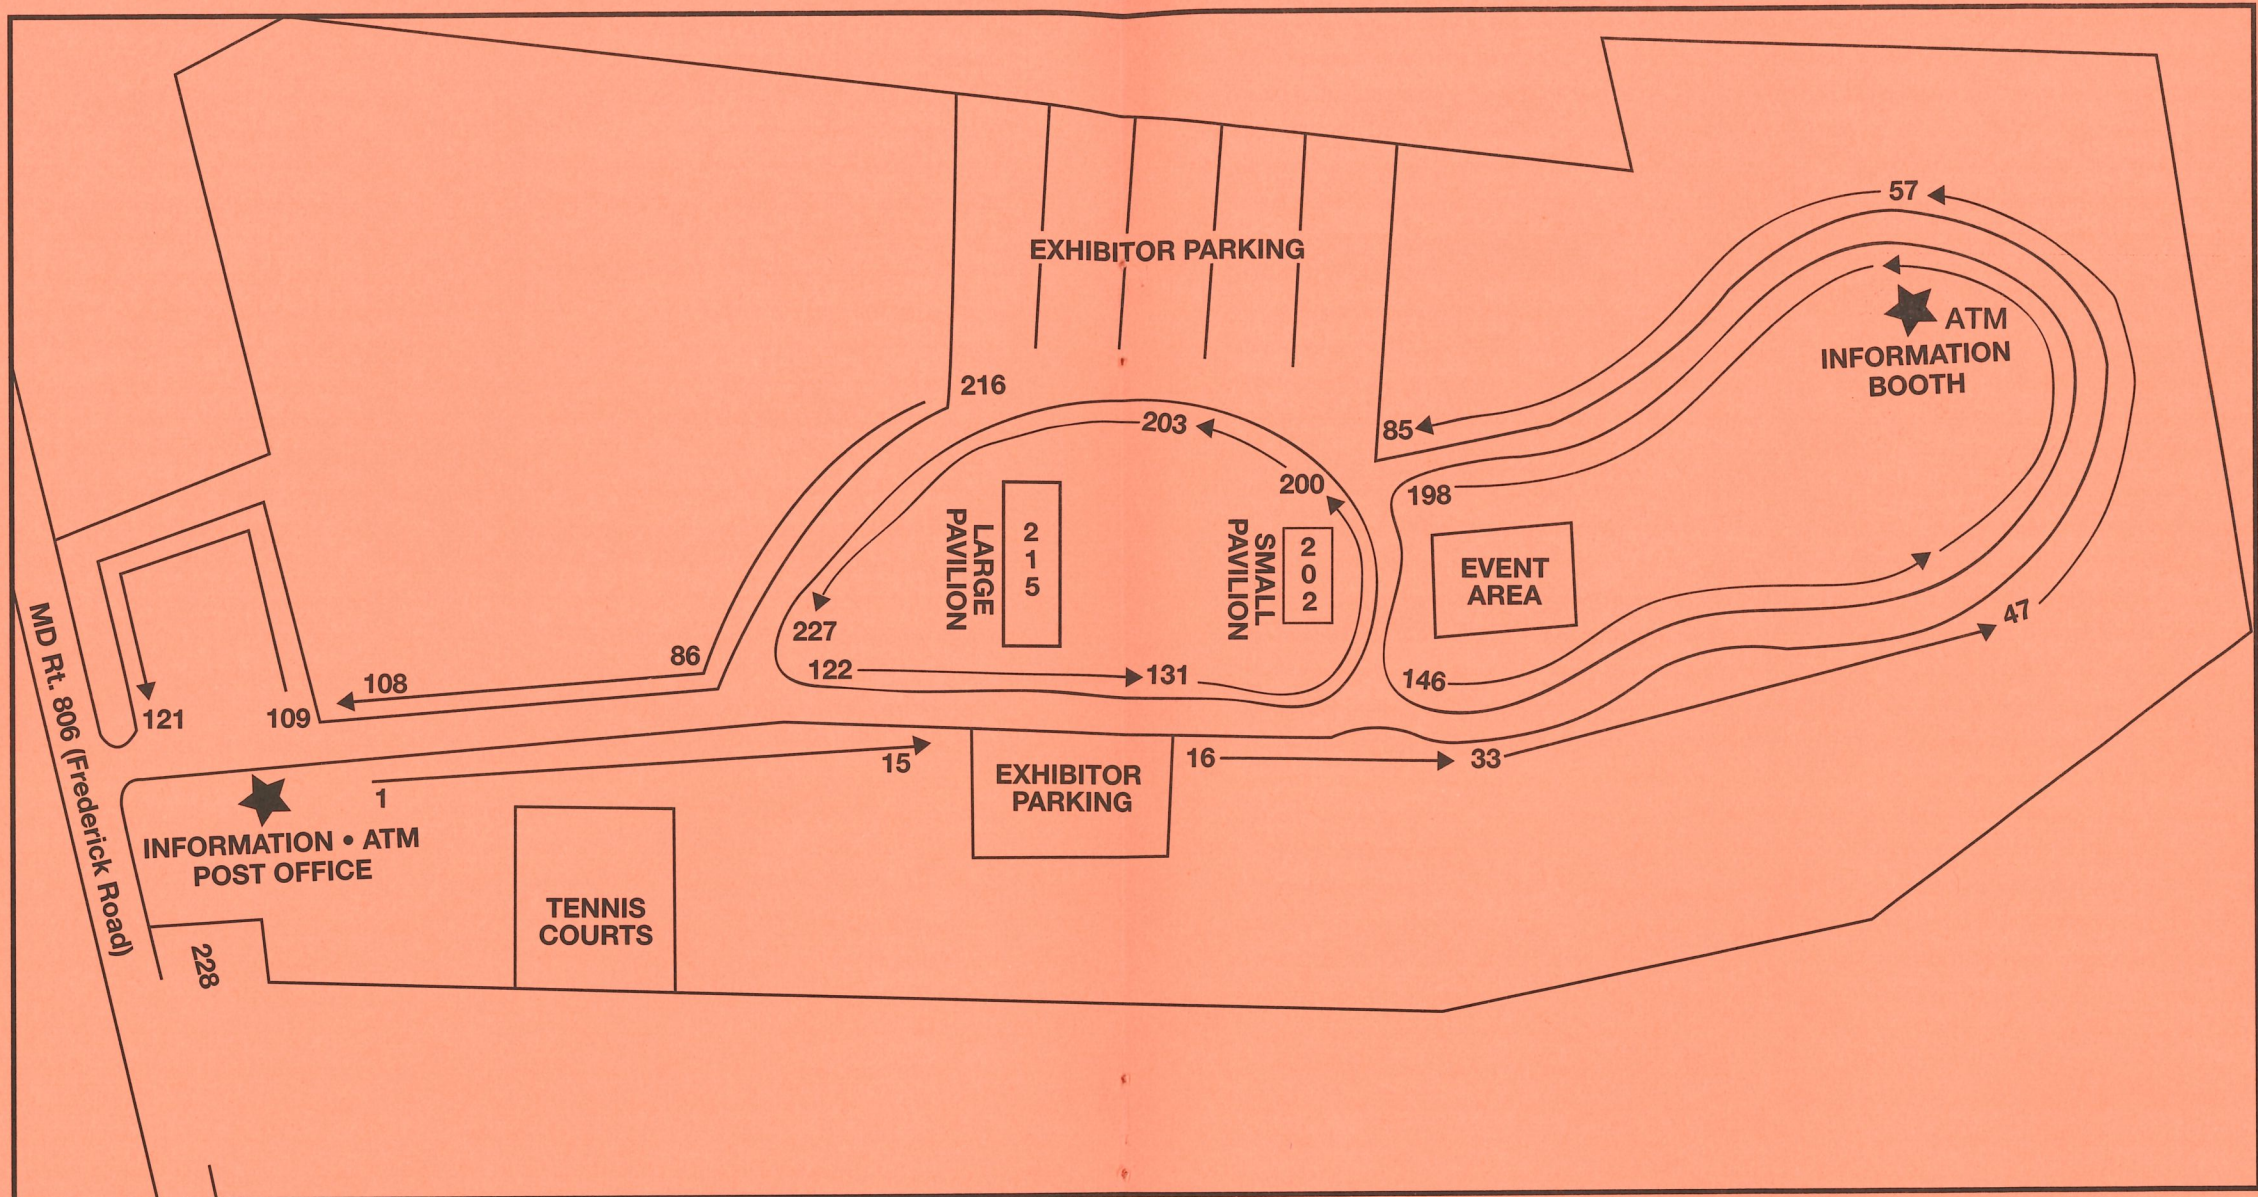 57
ATM
INFORMATION
BOOTH
EXHIBITOR PARKING
216
203
85
200
198
LARGE
PAVILION
2
1
5
SMALL
PAVILION
2
0
2
EVENT
AREA
47
227
122
131
146
86
108
109
121
MD Rt. 806 (Frederick Road)
1
15
16
33
EXHIBITOR
PARKING
INFORMATION • ATM
POST OFFICE
TENNIS
COURTS
228